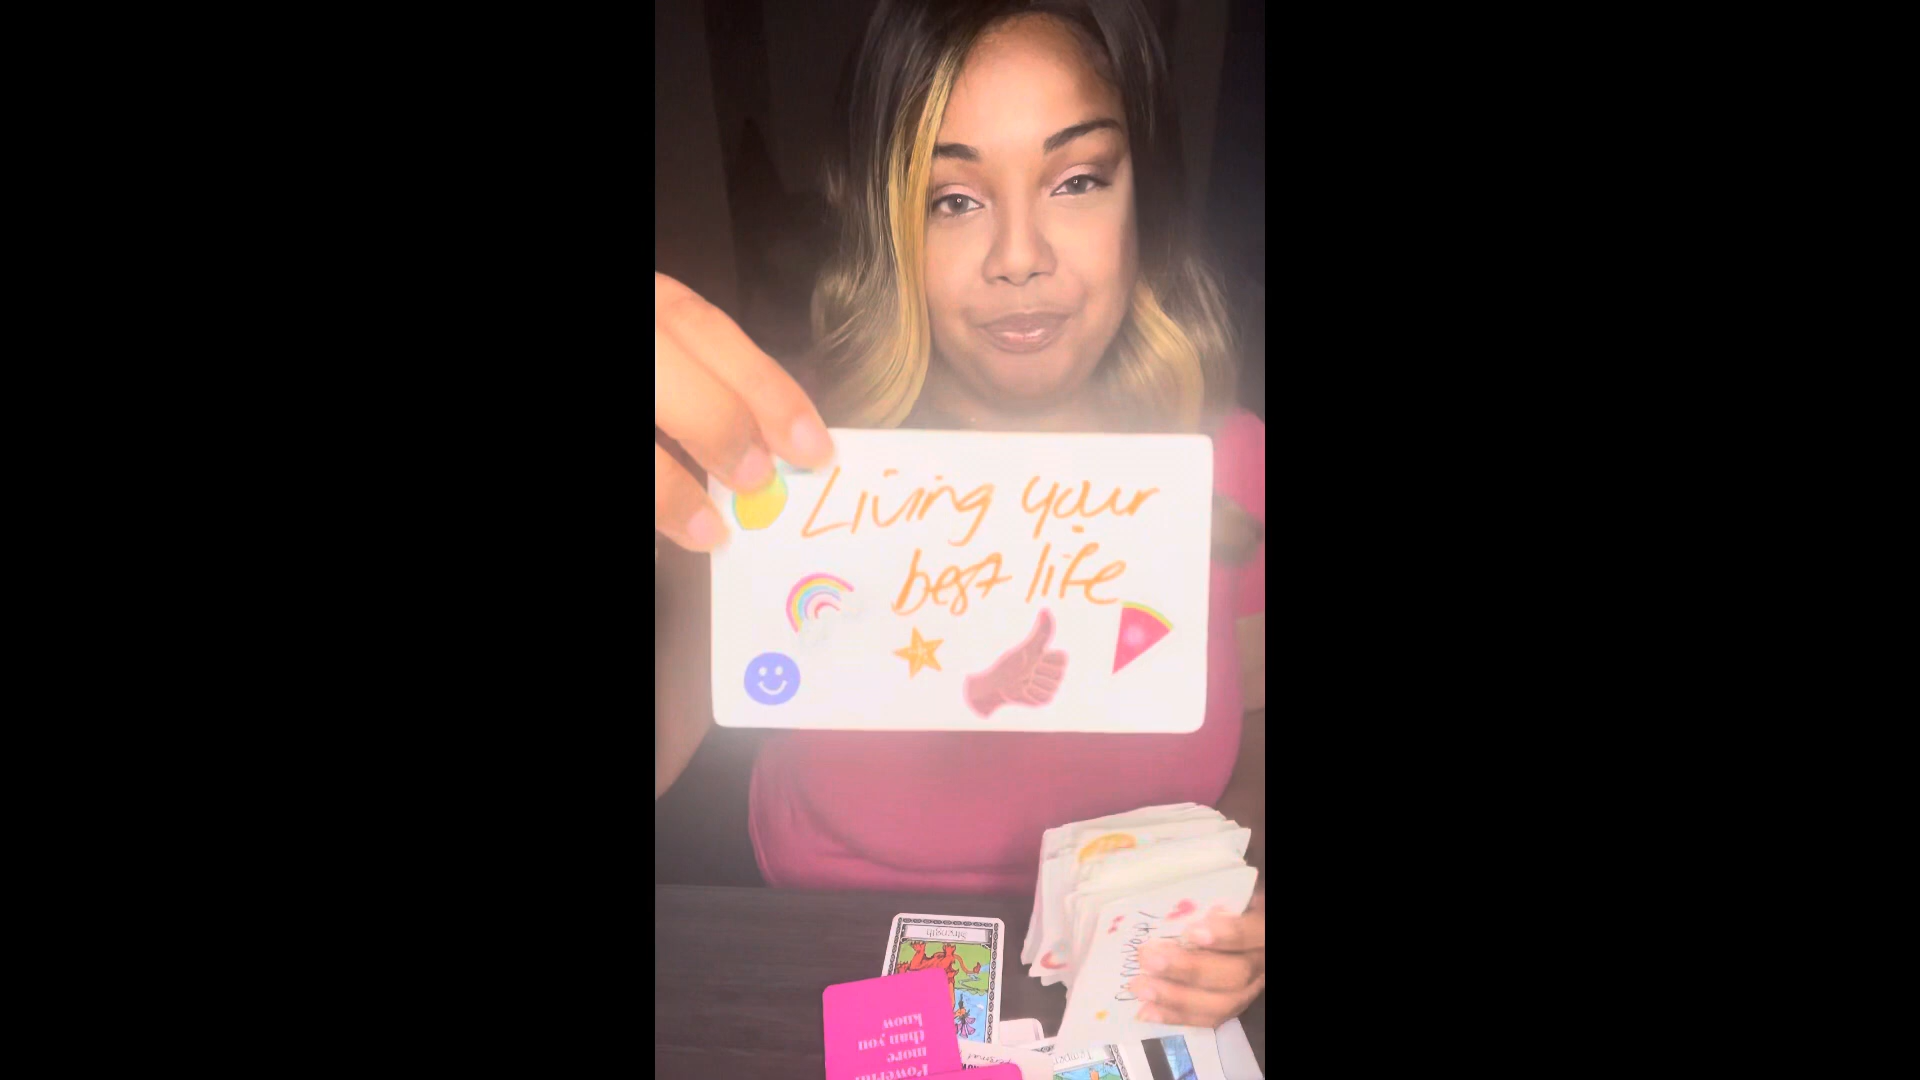 Living your
best life
Strength
Powerful
more
than you
know